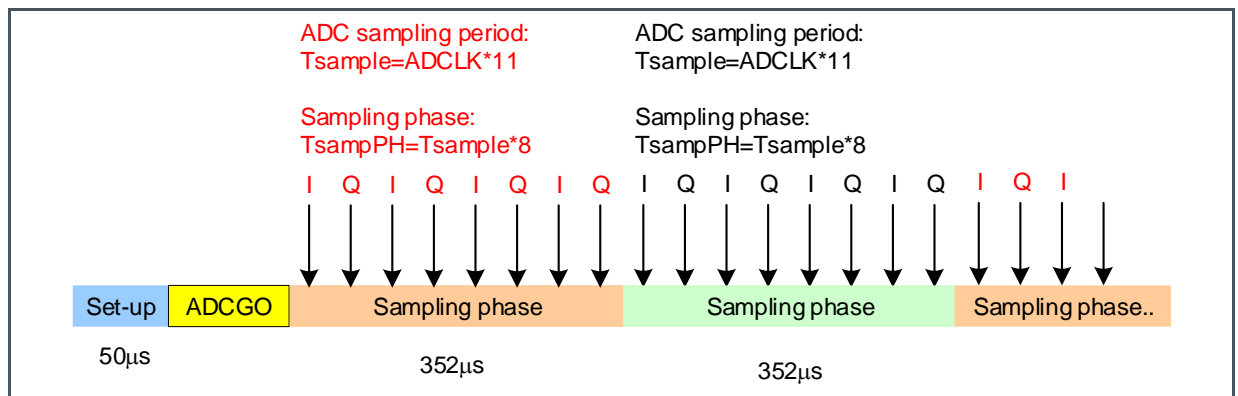 ADC sampling period:
Tsample=ADCLK*11
ADC sampling period:
Tsample=ADCLK*11
Sampling phase:
TsampPH=Tsample*8
Sampling phase:
TsampPH=Tsample*8
I Q I Q I Q I Q I Q I Q I Q I Q I Q I
Set-up ADCGO Sampling phase Sampling phase Sampling phase..
50μs 352μs 352μs